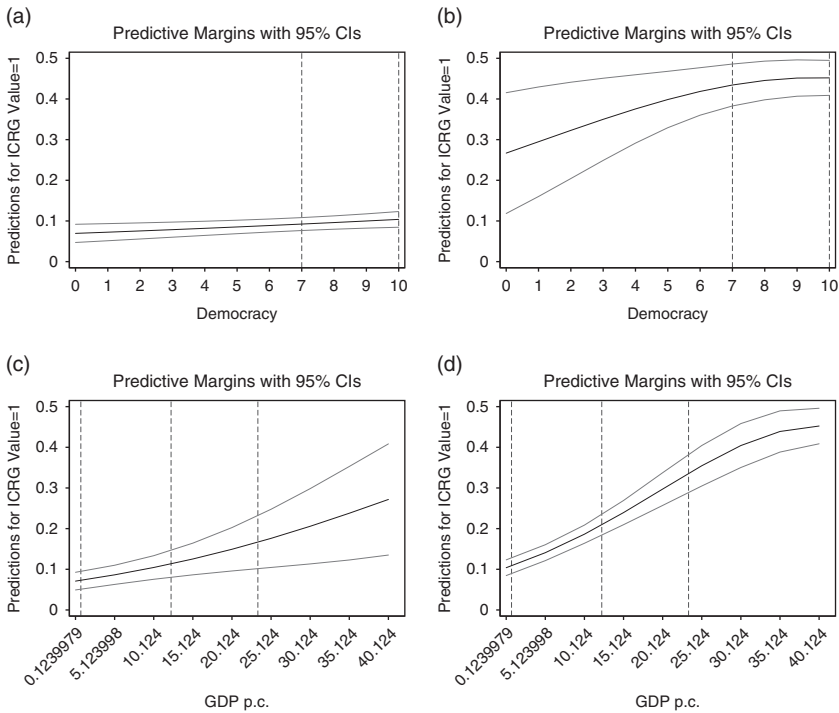 (a)
Predictive Margins with 95% CIs
Predictions for ICRG Value=1
0.5
0.4
0.3
0.2
0.1
0
0 1 2 3 4 5 6 7 8 9 10
Democracy
(b)
Predictive Margins with 95% CIs
Predictions for ICRG Value=1
0.5
0.4
0.3
0.2
0.1
0
0 1 2 3 4 5 6 7 8 9 10
Democracy
(c)
Predictive Margins with 95% CIs
Predictions for ICRG Value=1
0.5
0.4
0.3
0.2
0.1
0
0.1239979 5.123998 10.124 15.124 20.124 25.124 30.124 35.124 40.124
GDP p.c.
(d)
Predictive Margins with 95% CIs
Predictions for ICRG Value=1
0.5
0.4
0.3
0.2
0.1
0
0.1239979 5.123998 10.124 15.124 20.124 25.124 30.124 35.124 40.124
GDP p.c.